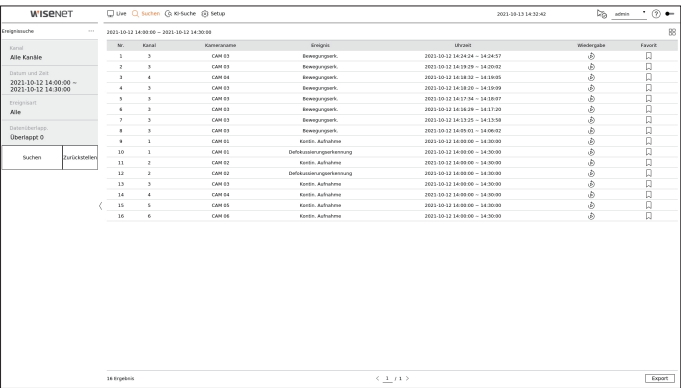 WISENET
Live Suchen KI-Suche Setup 2021-10-13 14:32:42 admin
Ereignissuche ...
2021-10-12 14:00:00 ~ 2021-10-12 14:30:00
Kanal
Alle Kanäle
Datum und Zeit
2021-10-12 14:00:00 ~
2021-10-12 14:30:00
Ereignisart
Alle
Datenüberlapp.
Überlappt 0
Suchen Zurückstellen
Nr. Kanal Kameraname Ereignis Uhrzeit Wiedergabe Favorit
1 3 CAM 03 Bewegungserk. 2021-10-12 14:24:24 ~ 14:24:57
2 3 CAM 03 Bewegungserk. 2021-10-12 14:19:29 ~ 14:20:02
3 4 CAM 04 Bewegungserk. 2021-10-12 14:18:32 ~ 14:19:05
4 3 CAM 03 Bewegungserk. 2021-10-12 14:18:20 ~ 14:19:09
5 3 CAM 03 Bewegungserk. 2021-10-12 14:17:34 ~ 14:18:07
6 3 CAM 03 Bewegungserk. 2021-10-12 14:16:29 ~ 14:17:20
7 3 CAM 03 Bewegungserk. 2021-10-12 14:13:25 ~ 14:13:58
8 3 CAM 03 Bewegungserk. 2021-10-12 14:05:01 ~ 14:06:02
9 1 CAM 01 Kontin. Aufnahme 2021-10-12 14:00:00 ~ 14:30:00
10 1 CAM 01 Defokussierungserkennung 2021-10-12 14:00:00 ~ 14:30:00
11 2 CAM 02 Kontin. Aufnahme 2021-10-12 14:00:00 ~ 14:30:00
12 2 CAM 02 Defokussierungserkennung 2021-10-12 14:00:00 ~ 14:30:00
13 3 CAM 03 Kontin. Aufnahme 2021-10-12 14:00:00 ~ 14:30:00
14 4 CAM 04 Kontin. Aufnahme 2021-10-12 14:00:00 ~ 14:30:00
15 5 CAM 05 Kontin. Aufnahme 2021-10-12 14:00:00 ~ 14:30:00
16 6 CAM 06 Kontin. Aufnahme 2021-10-12 14:00:00 ~ 14:30:00
16 Ergebnis < 1 / 1 > Export